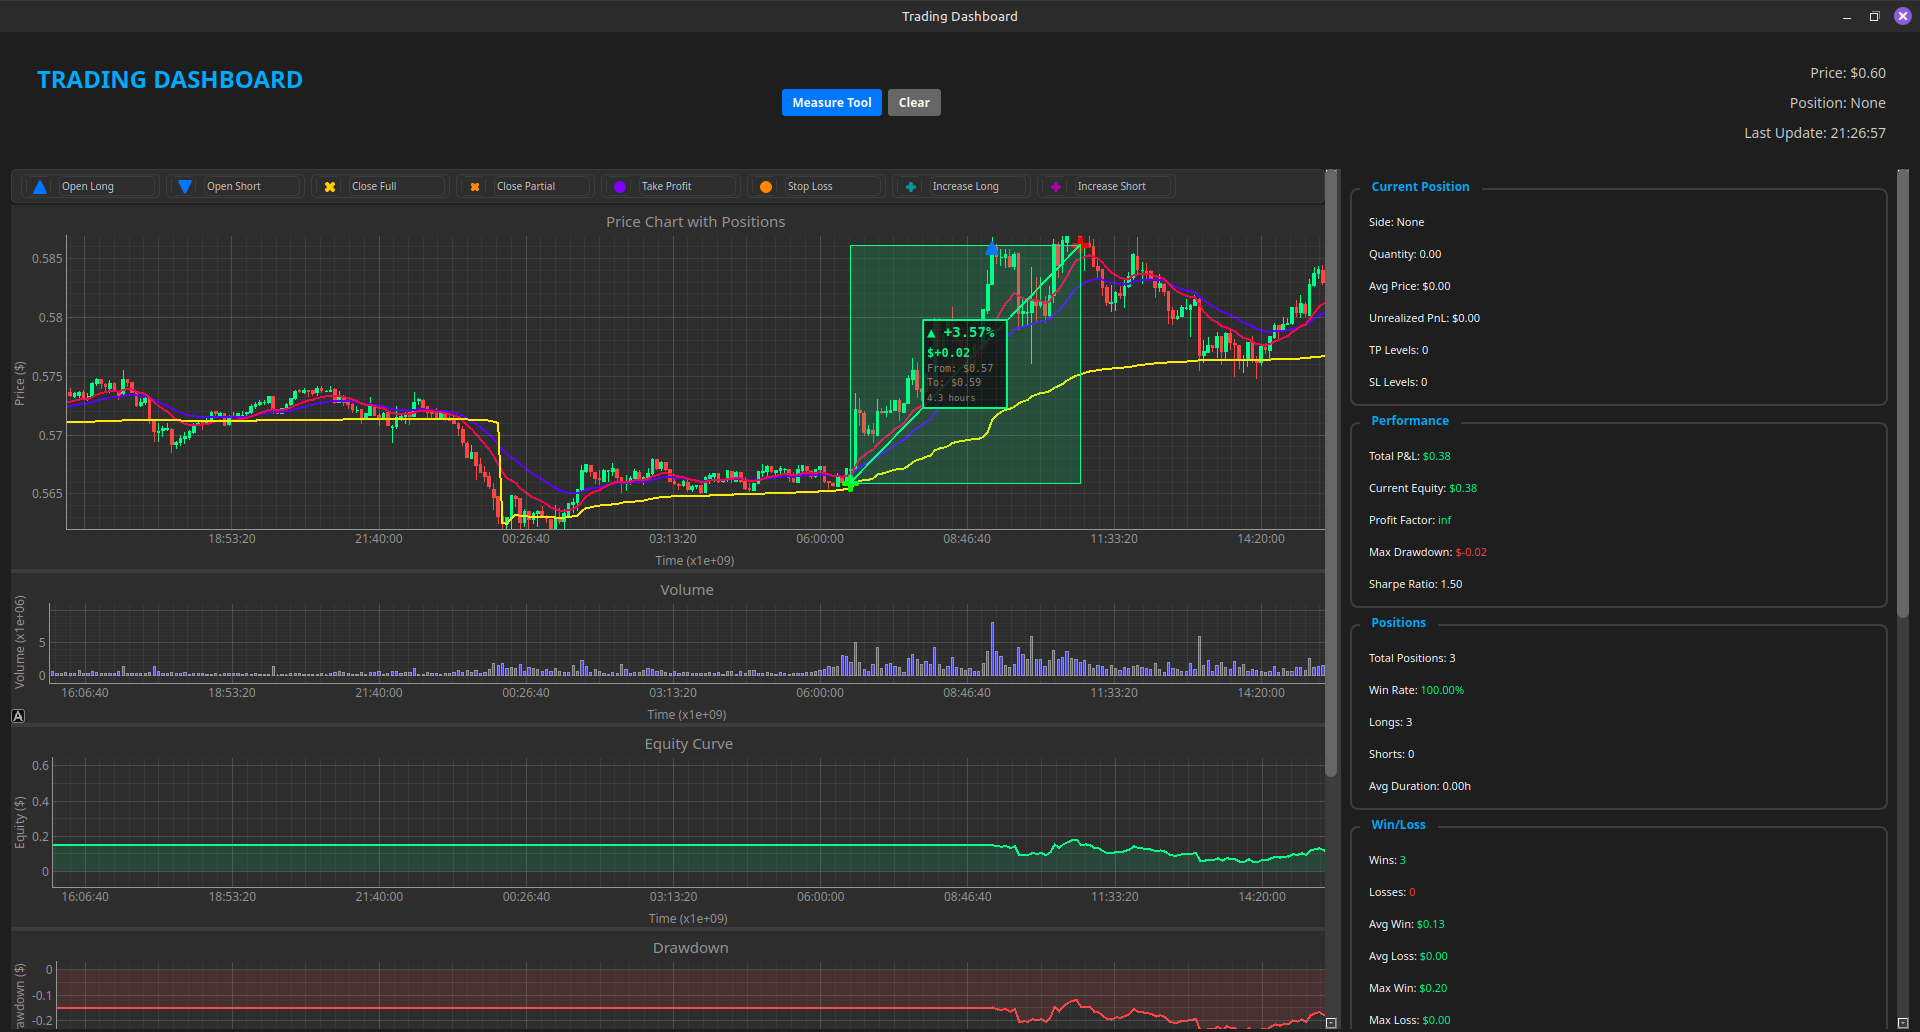 Trading Dashboard
TRADING DASHBOARD
Measure Tool
Clear
Price: $0.60
Position: None
Last Update: 21:26:57
Open Long
Open Short
Close Full
Close Partial
Take Profit
Stop Loss
Increase Long
Increase Short
Price Chart with Positions
Price ($)
0.585
0.58
0.575
0.57
0.565
▲ +3.57%
$+0.02
From: $0.57
To: $0.59
4.3 hours
18:53:20
21:40:00
00:26:40
03:13:20
06:00:00
08:46:40
11:33:20
14:20:00
Time (x1e+09)
Volume
Volume (x1e+06)
5
0
16:06:40
18:53:20
21:40:00
00:26:40
03:13:20
06:00:00
08:46:40
11:33:20
14:20:00
Time (x1e+09)
A
Equity Curve
Equity ($)
0.6
0.4
0.2
0
16:06:40
18:53:20
21:40:00
00:26:40
03:13:20
06:00:00
08:46:40
11:33:20
14:20:00
Time (x1e+09)
Drawdown
awdown ($)
0
-0.1
-0.2
Current Position
Side: None
Quantity: 0.00
Avg Price: $0.00
Unrealized PnL: $0.00
TP Levels: 0
SL Levels: 0
Performance
Total P&L: $0.38
Current Equity: $0.38
Profit Factor: inf
Max Drawdown: $-0.02
Sharpe Ratio: 1.50
Positions
Total Positions: 3
Win Rate: 100.00%
Longs: 3
Shorts: 0
Avg Duration: 0.00h
Win/Loss
Wins: 3
Losses: 0
Avg Win: $0.13
Avg Loss: $0.00
Max Win: $0.20
Max Loss: $0.00